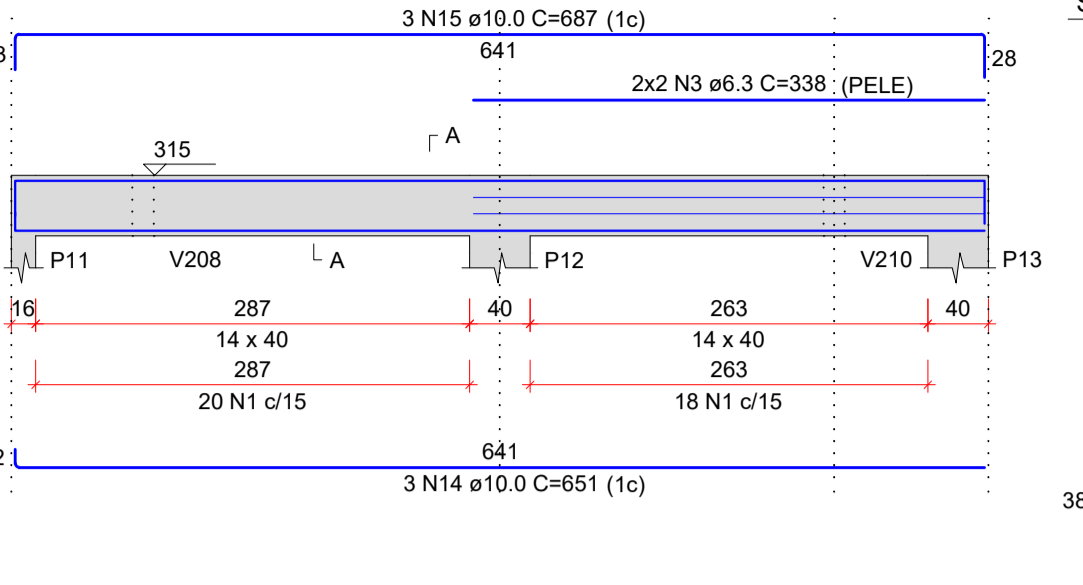 3 N15 ø10.0 C=687 (1c)
641
28
2x2 N3 ø6.3 C=338 (PELE)
A
315
P11 V208 A P12 V210 P13
16 287 40 263 40
14 x 40 14 x 40
287 263
20 N1 c/15 18 N1 c/15
641
3 N14 ø10.0 C=651 (1c)
38